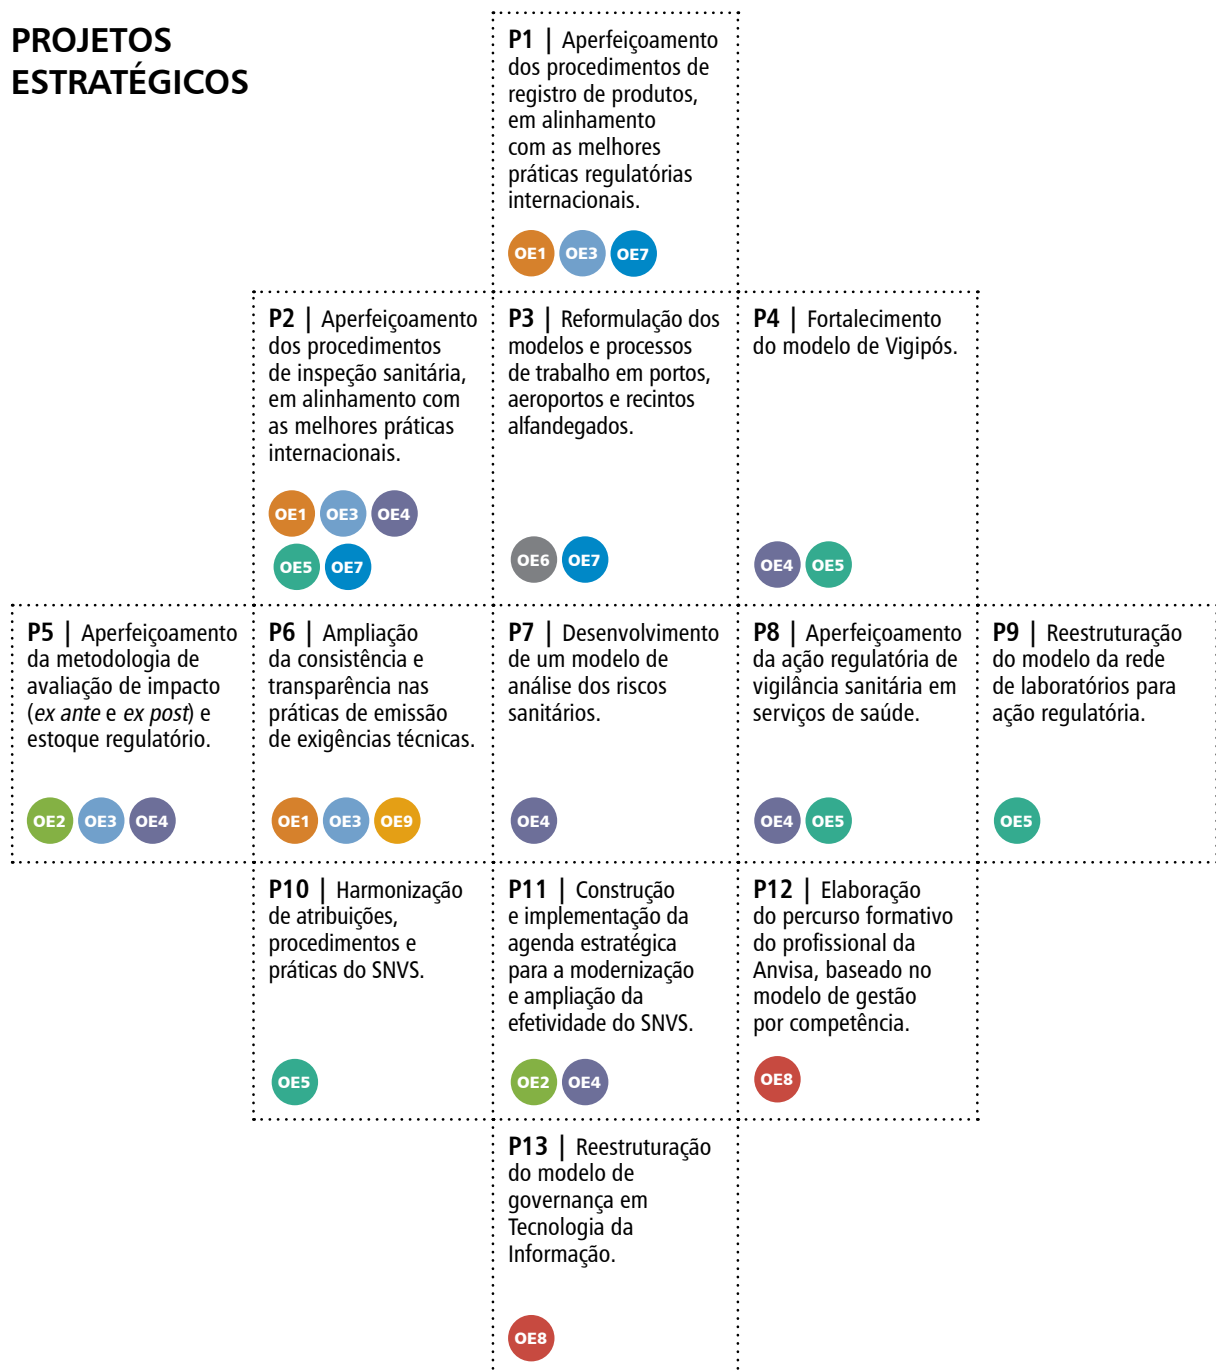 PROJETOS
ESTRATÉGICOS
P1 | Aperfeiçoamento
dos procedimentos de
registro de produtos,
em alinhamento
com as melhores
práticas regulatórias
internacionais.
OE1 OE3 OE7
P2 | Aperfeiçoamento
dos procedimentos
de inspeção sanitária,
em alinhamento com
as melhores práticas
internacionais.
OE1 OE3 OE4
OE5 OE7
P3 | Reformulação dos
modelos e processos
de trabalho em portos,
aeroportos e recintos
alfandegados.
OE6 OE7
P4 | Fortalecimento
do modelo de Vigipós.
OE4 OE5
P5 | Aperfeiçoamento
da metodologia de
avaliação de impacto
(ex ante e ex post) e
estoque regulatório.
OE2 OE3 OE4
P6 | Ampliação
da consistência e
transparência nas
práticas de emissão
de exigências técnicas.
OE1 OE3 OE9
P7 | Desenvolvimento
de um modelo de
análise dos riscos
sanitários.
OE4
P8 | Aperfeiçoamento
da ação regulatória de
vigilância sanitária em
serviços de saúde.
OE4 OE5
P9 | Reestruturação
do modelo da rede
de laboratórios para
ação regulatória.
OE5
P10 | Harmonização
de atribuições,
procedimentos e
práticas do SNVS.
OE5
P11 | Construção
e implementação da
agenda estratégica
para a modernização
e ampliação da
efetividade do SNVS.
OE2 OE4
P12 | Elaboração
do percurso formativo
do profissional da
Anvisa, baseado no
modelo de gestão
por competência.
OE8
P13 | Reestruturação
do modelo de
governança em
Tecnologia da
Informação.
OE8